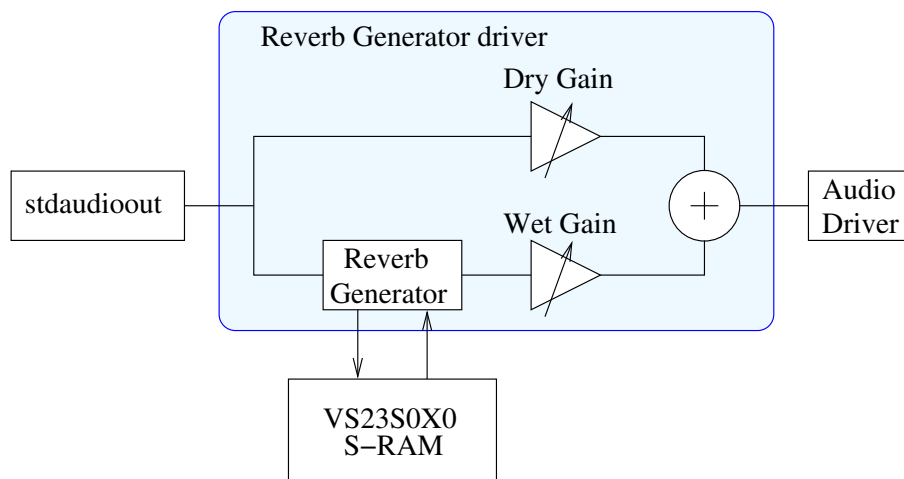 Reverb Generator driver
Dry Gain
stdaudioout
Audio
Driver
Wet Gain
Reverb
Generator
VS23S0X0
S−RAM